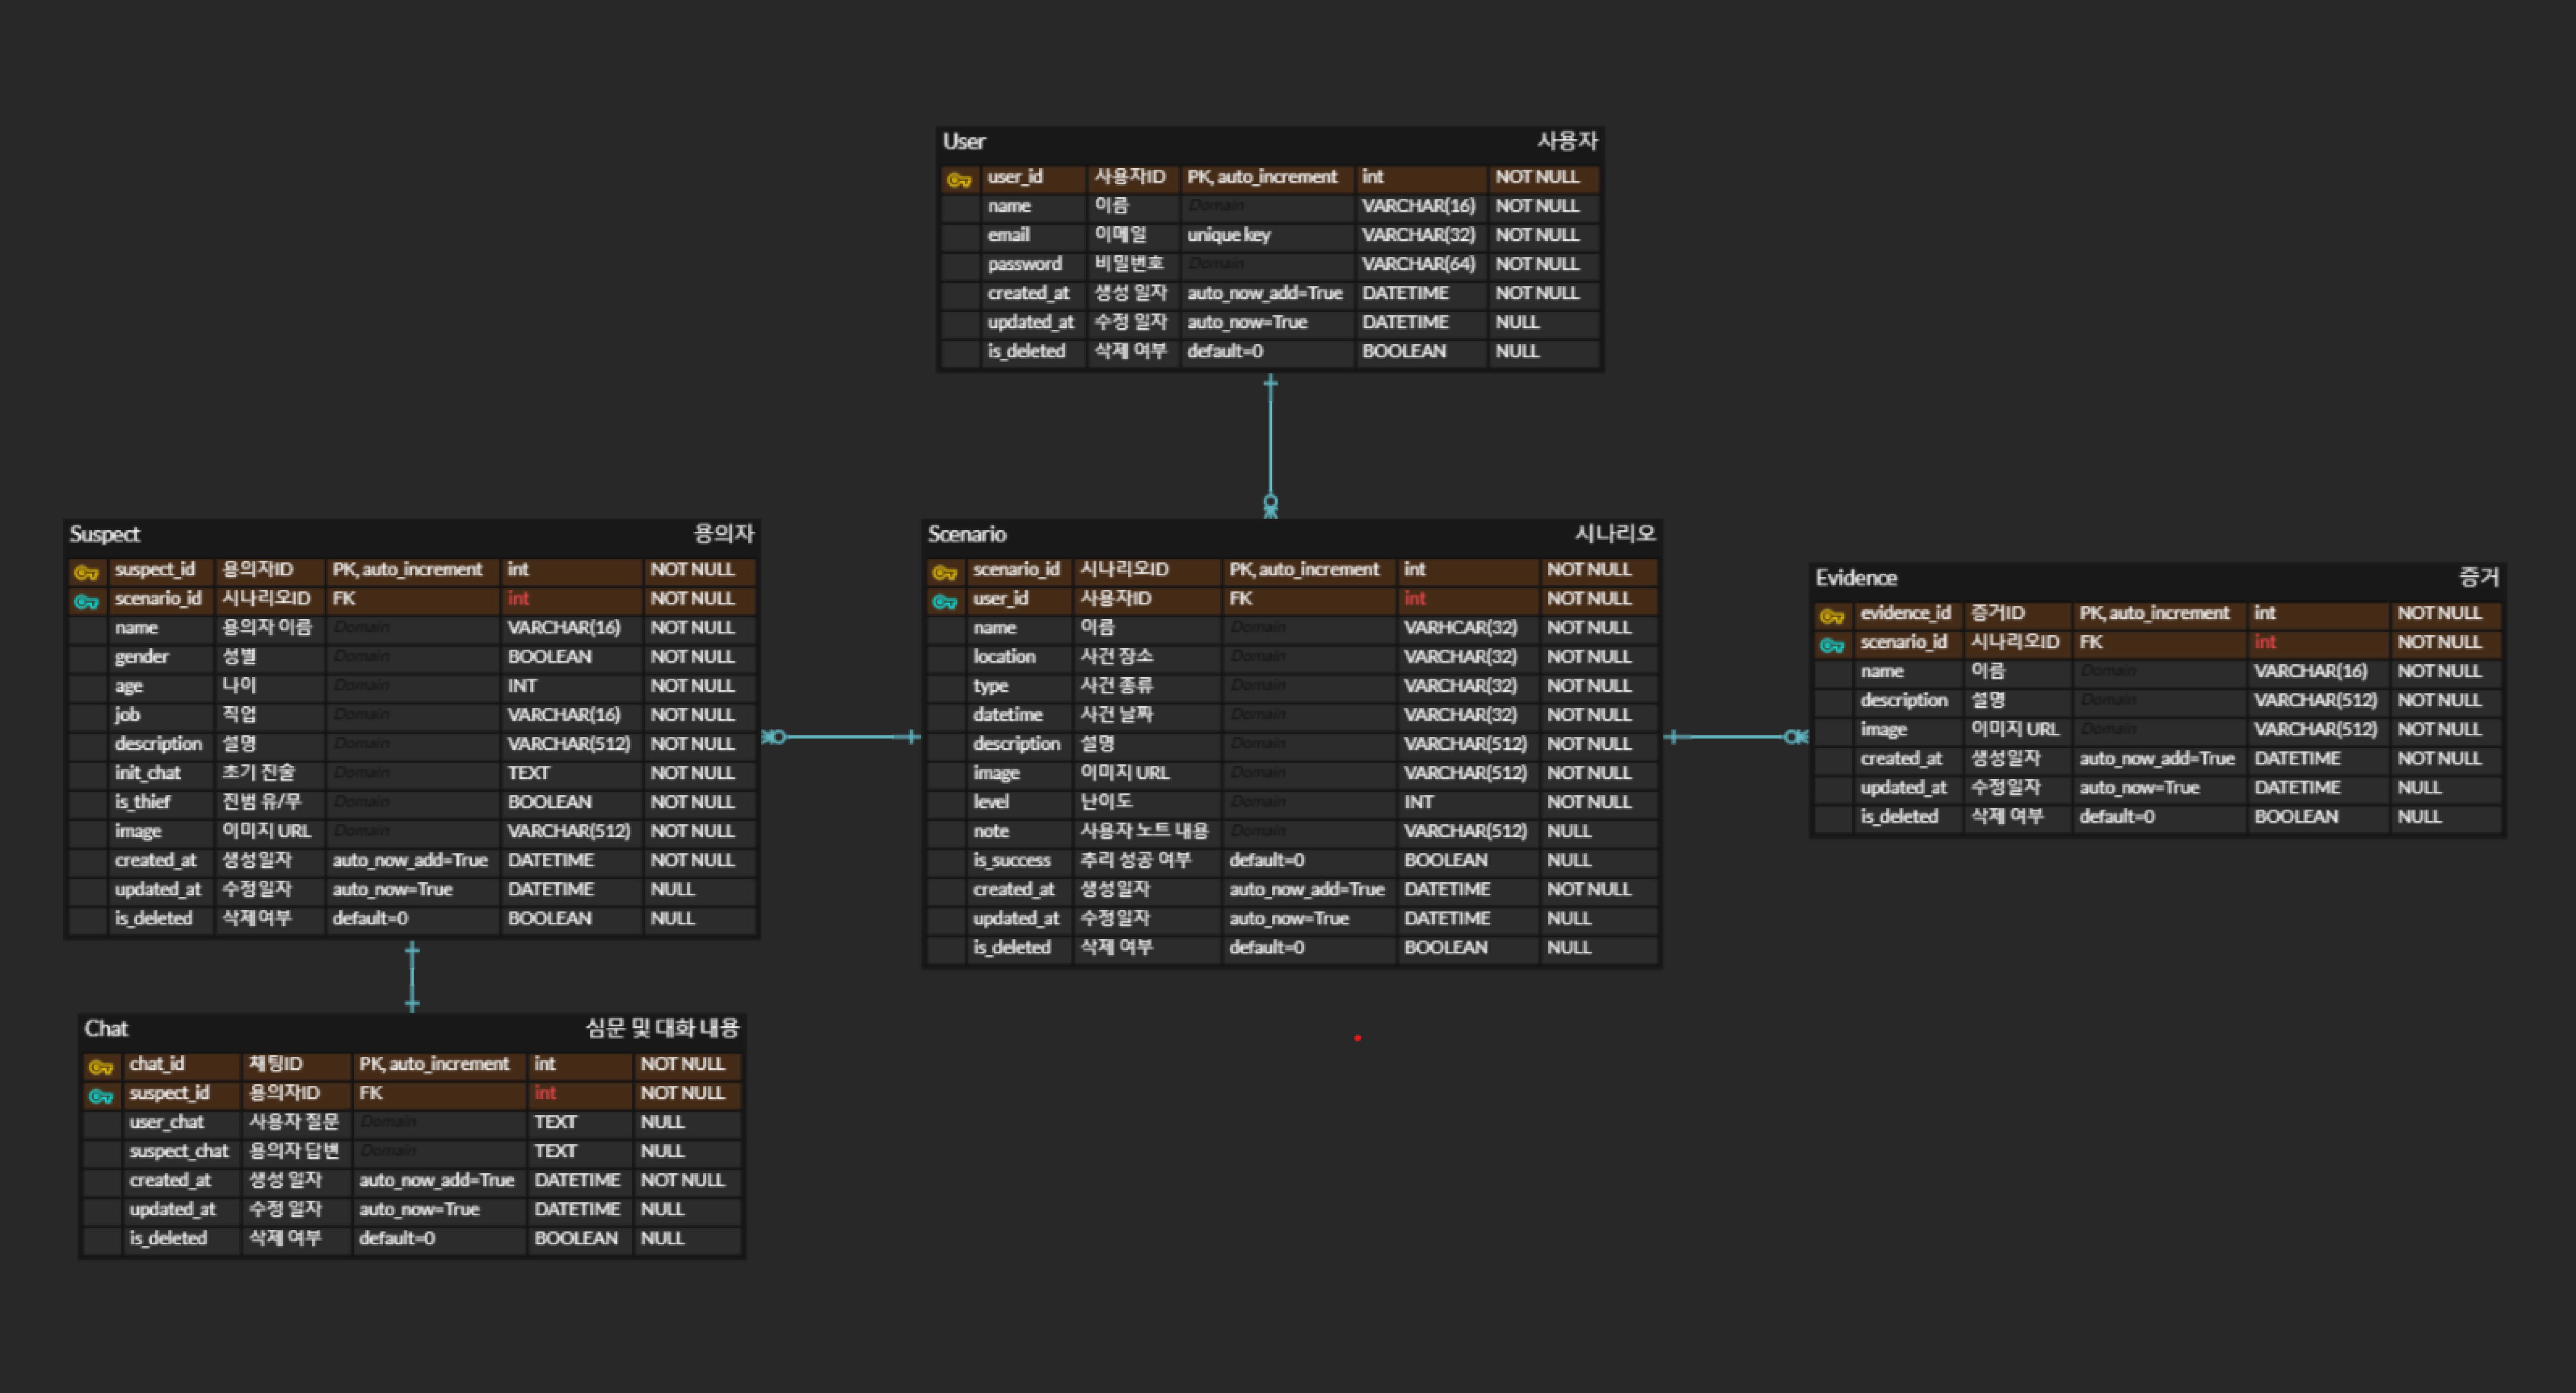 User 사용자
user_id 사용자ID PK, auto_increment int NOT NULL
name 이름 Domain VARCHAR(16) NOT NULL
email 이메일 unique key VARCHAR(32) NOT NULL
password 비밀번호 Domain VARCHAR(64) NOT NULL
created_at 생성 일자 auto_now_add=True DATETIME NOT NULL
updated_at 수정 일자 auto_now=True DATETIME NULL
is_deleted 삭제 여부 default=0 BOOLEAN NULL
Suspect 용의자
suspect_id 용의자ID PK, auto_increment int NOT NULL
scenario_id 시나리오ID FK int NOT NULL
name 용의자 이름 Domain VARCHAR(16) NOT NULL
gender 성별 Domain BOOLEAN NOT NULL
age 나이 Domain INT NOT NULL
job 직업 Domain VARCHAR(16) NOT NULL
description 설명 Domain VARCHAR(512) NOT NULL
init_chat 초기 진술 Domain TEXT NOT NULL
is_thief 진범 유/무 Domain BOOLEAN NOT NULL
image 이미지 URL Domain VARCHAR(512) NOT NULL
created_at 생성일자 auto_now_add=True DATETIME NOT NULL
updated_at 수정일자 auto_now=True DATETIME NULL
is_deleted 삭제여부 default=0 BOOLEAN NULL
Scenario 시나리오
scenario_id 시나리오ID PK, auto_increment int NOT NULL
user_id 사용자ID FK int NOT NULL
name 이름 Domain VARHCAR(32) NOT NULL
location 사건 장소 Domain VARCHAR(32) NOT NULL
type 사건 종류 Domain VARCHAR(32) NOT NULL
datetime 사건 날짜 Domain VARCHAR(32) NOT NULL
description 설명 Domain VARCHAR(512) NOT NULL
image 이미지 URL Domain VARCHAR(512) NOT NULL
level 난이도 Domain INT NOT NULL
note 사용자 노트 내용 Domain VARCHAR(512) NULL
is_success 추리 성공 여부 default=0 BOOLEAN NULL
created_at 생성일자 auto_now_add=True DATETIME NOT NULL
updated_at 수정일자 auto_now=True DATETIME NULL
is_deleted 삭제 여부 default=0 BOOLEAN NULL
Evidence 증거
evidence_id 증거ID PK, auto_increment int NOT NULL
scenario_id 시나리오ID FK int NOT NULL
name 이름 Domain VARCHAR(16) NOT NULL
description 설명 Domain VARCHAR(512) NOT NULL
image 이미지 URL Domain VARCHAR(512) NOT NULL
created_at 생성일자 auto_now_add=True DATETIME NOT NULL
updated_at 수정일자 auto_now=True DATETIME NULL
is_deleted 삭제 여부 default=0 BOOLEAN NULL
Chat 심문 및 대화 내용
chat_id 채팅ID PK, auto_increment int NOT NULL
suspect_id 용의자ID FK int NOT NULL
user_chat 사용자 질문 Domain TEXT NULL
suspect_chat 용의자 답변 Domain TEXT NULL
created_at 생성 일자 auto_now_add=True DATETIME NOT NULL
updated_at 수정 일자 auto_now=True DATETIME NULL
is_deleted 삭제 여부 default=0 BOOLEAN NULL